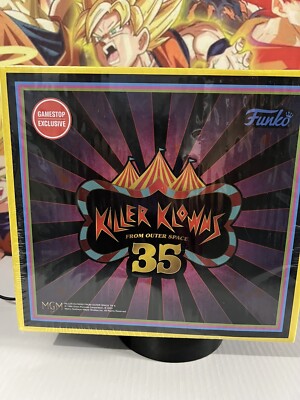 GAMESTOP
EXCLUSIVE
Funko
KILLER KLOWNS
FROM OUTER SPACE
35
MGM